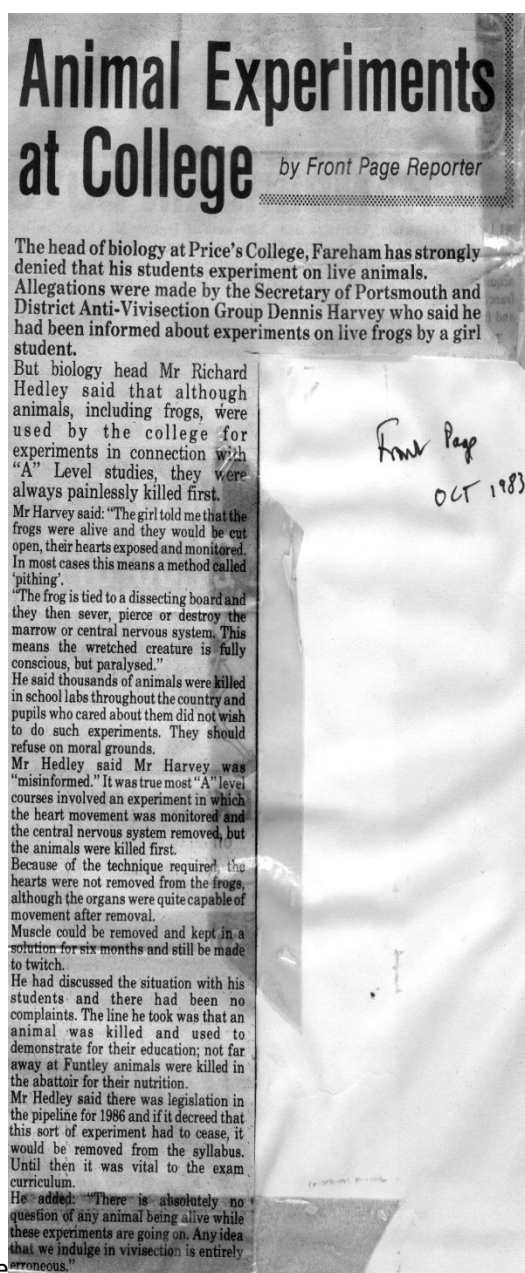 Animal Experiments
at College
by Front Page Reporter
The head of biology at Price's College, Fareham has strongly
denied that his students experiment on live animals.
Allegations were made by the Secretary of Portsmouth and
District Anti-Vivisection Group Dennis Harvey who said he
had been informed about experiments on live frogs by a girl
student.
But biology head Mr Richard
Hedley said that although
animals, including frogs, were
used by the college for
experiments in connection with
"A" Level studies, they were
always painlessly killed first.
Mr Harvey said: "The girl told me that the
frogs were alive and they would be cut
open, their hearts exposed and monitored.
In most cases this means a method called
'pithing'.
"The frog is tied to a dissecting board and
they then sever, pierce or destroy the
marrow or central nervous system. This
means the wretched creature is fully
conscious, but paralysed."
He said thousands of animals were killed
in school labs throughout the country and
pupils who cared about them did not wish
to do such experiments. They should
refuse on moral grounds.
Mr Hedley said Mr Harvey was
"misinformed." It was true most "A" level
courses involved an experiment in which
the heart movement was monitored and
the central nervous system removed, but
the animals were killed first.
Because of the technique required, the
hearts were not removed from the frogs,
although the organs were quite capable of
movement after removal.
Muscle could be removed and kept in a
solution for six months and still be made
to twitch.
He had discussed the situation with his
students and there had been no
complaints. The line he took was that an
animal was killed and used to
demonstrate for their education; not far
away at Funtley animals were killed in
the abattoir for their nutrition.
Mr Hedley said there was legislation in
the pipeline for 1986 and if it decreed that
this sort of experiment had to cease, it
would be removed from the syllabus.
Until then it was vital to the exam
curriculum.
He added: "There is absolutely no
question of any animal being alive while
these experiments are going on. Any idea
that we indulge in vivisection is entirely
erroneous."
Front Page
OCT 1983